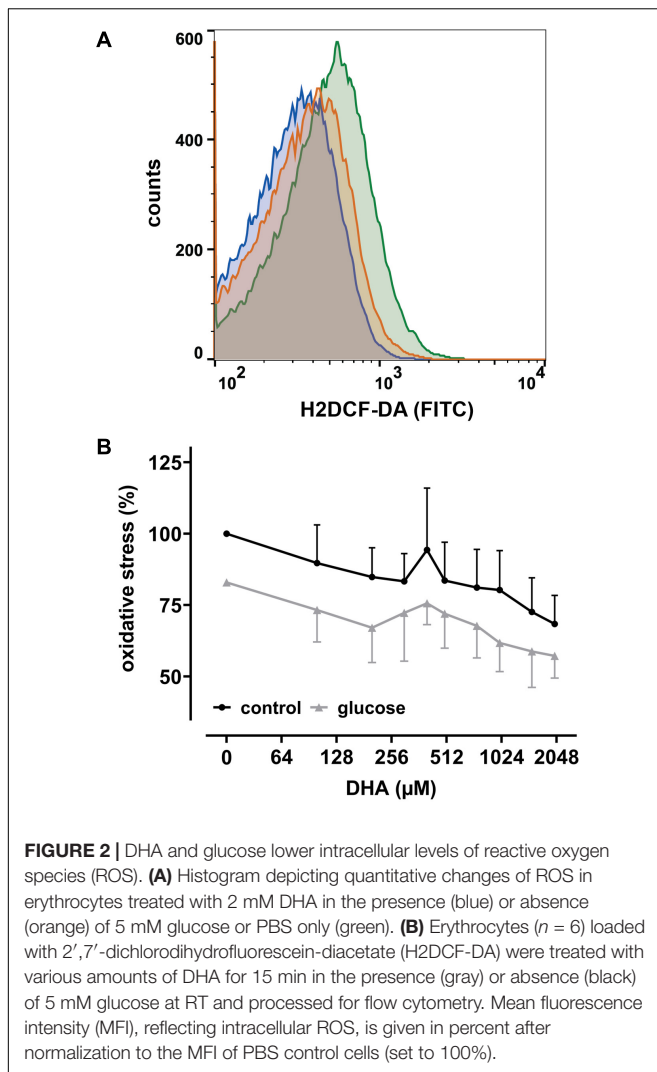 A
600
400
200
0
counts
10^2
10^3
10^4
H2DCF-DA (FITC)
B
125
100
75
50
oxidative stress (%)
control
glucose
0
64
128
256
512
1024
2048
DHA (µM)
FIGURE 2 | DHA and glucose lower intracellular levels of reactive oxygen
species (ROS). (A) Histogram depicting quantitative changes of ROS in
erythrocytes treated with 2 mM DHA in the presence (blue) or absence
(orange) of 5 mM glucose or PBS only (green). (B) Erythrocytes (n = 6) loaded
with 2′,7′-dichlorodihydrofluorescein-diacetate (H2DCF-DA) were treated with
various amounts of DHA for 15 min in the presence (gray) or absence (black)
of 5 mM glucose at RT and processed for flow cytometry. Mean fluorescence
intensity (MFI), reflecting intracellular ROS, is given in percent after
normalization to the MFI of PBS control cells (set to 100%).